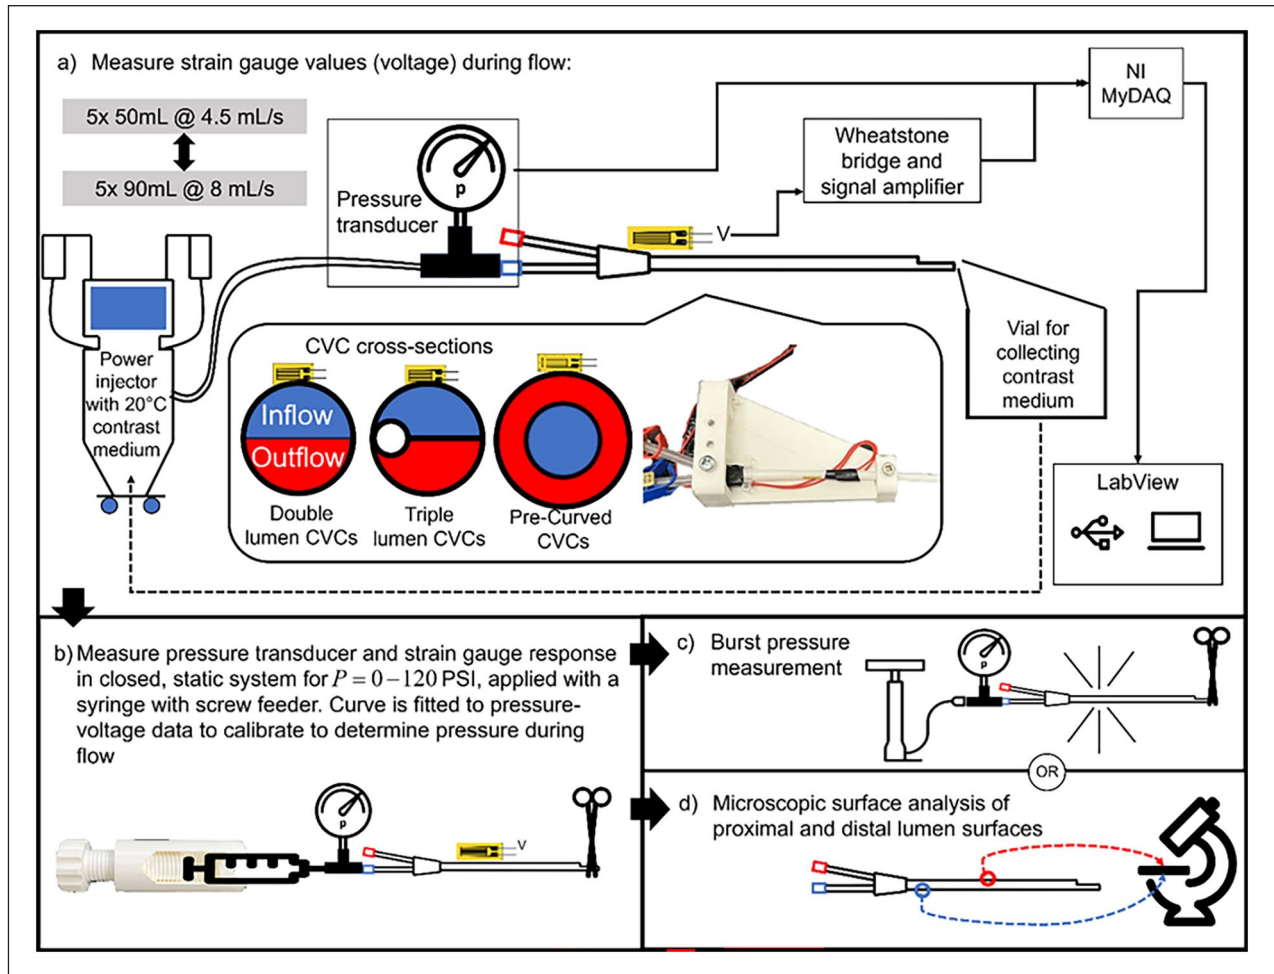 a) Measure strain gauge values (voltage) during flow:
5x 50mL @ 4.5 mL/s
5x 90mL @ 8 mL/s
Pressure
transducer
p
V
Wheatstone
bridge and
signal amplifier
NI
MyDAQ
Power
injector
with 20°C
contrast
medium
CVC cross-sections
Inflow
Outflow
Double
lumen CVCs
Triple
lumen CVCs
Pre-Curved
CVCs
Vial for
collecting
contrast
medium
LabView
b) Measure pressure transducer and strain gauge response
in closed, static system for P = 0 – 120 PSI, applied with a
syringe with screw feeder. Curve is fitted to pressure-
voltage data to calibrate to determine pressure during
flow
p
V
c) Burst pressure
measurement
p
OR
d) Microscopic surface analysis of
proximal and distal lumen surfaces